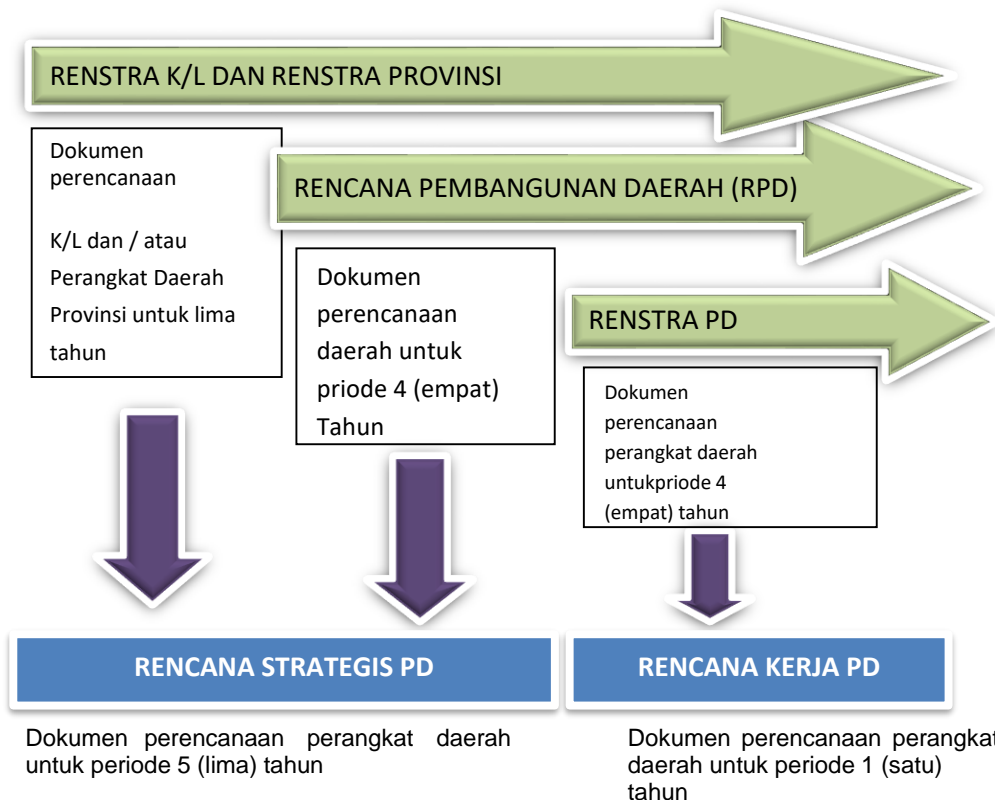 RENSTRA K/L DAN RENSTRA PROVINSI
Dokumen
perencanaan
K/L dan / atau
Perangkat Daerah
Provinsi untuk lima
tahun
RENCANA PEMBANGUNAN DAERAH (RPD)
Dokumen
perencanaan
daerah untuk
priode 4 (empat)
Tahun
RENSTRA PD
Dokumen
perencanaan
perangkat daerah
untukpriode 4
(empat) tahun
RENCANA STRATEGIS PD
Dokumen perencanaan perangkat daerah
untuk periode 5 (lima) tahun
RENCANA KERJA PD
Dokumen perencanaan perangkat
daerah untuk periode 1 (satu)
tahun